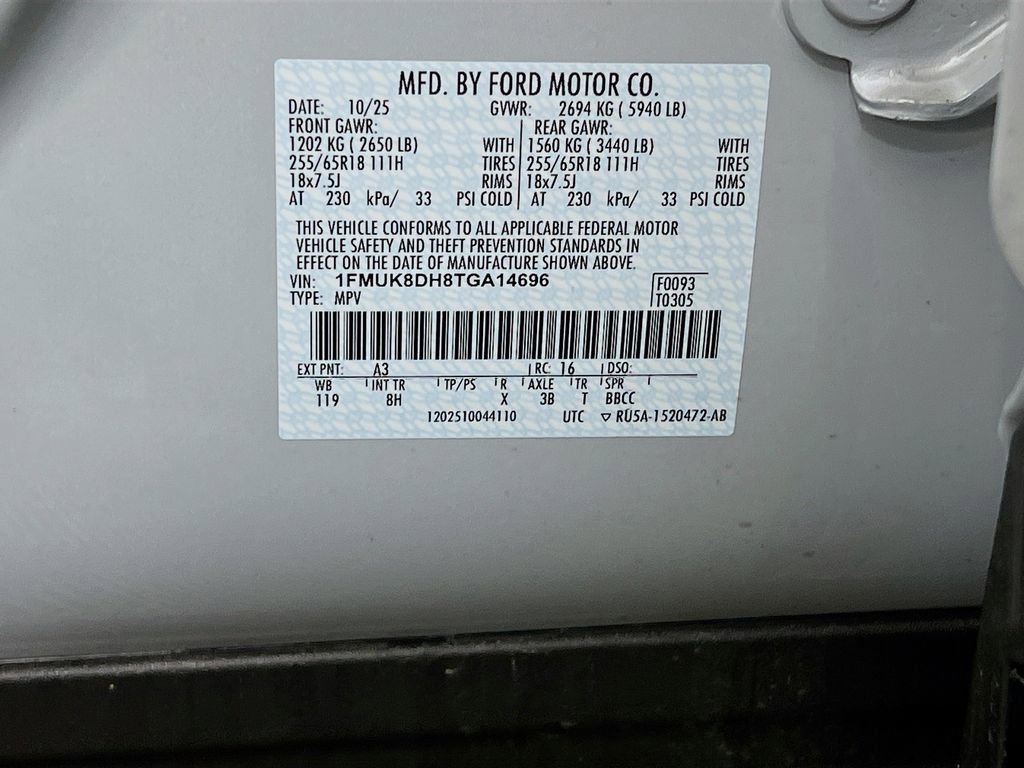 MFD. BY FORD MOTOR CO.
DATE: 10/25 GVWR: 2694 KG ( 5940 LB)
FRONT GAWR: REAR GAWR:
1202 KG ( 2650 LB) WITH 1560 KG ( 3440 LB) WITH
255/65R18 111H TIRES 255/65R18 111H TIRES
18x7.5J RIMS 18x7.5J RIMS
AT 230 kPa/ 33 PSI COLD AT 230 kPa/ 33 PSI COLD
THIS VEHICLE CONFORMS TO ALL APPLICABLE FEDERAL MOTOR
VEHICLE SAFETY AND THEFT PREVENTION STANDARDS IN
EFFECT ON THE DATE OF MANUFACTURE SHOWN ABOVE.
VIN: 1FMUK8DH8TGA14696 F0093
TYPE: MPV T0305
EXT PNT: A3 RC: 16 DSO:
WB INT TR TP/PS R AXLE TR SPR
119 8H X 3B T BBCC
1202510044110 UTC ▽ RU5A-1520472-AB